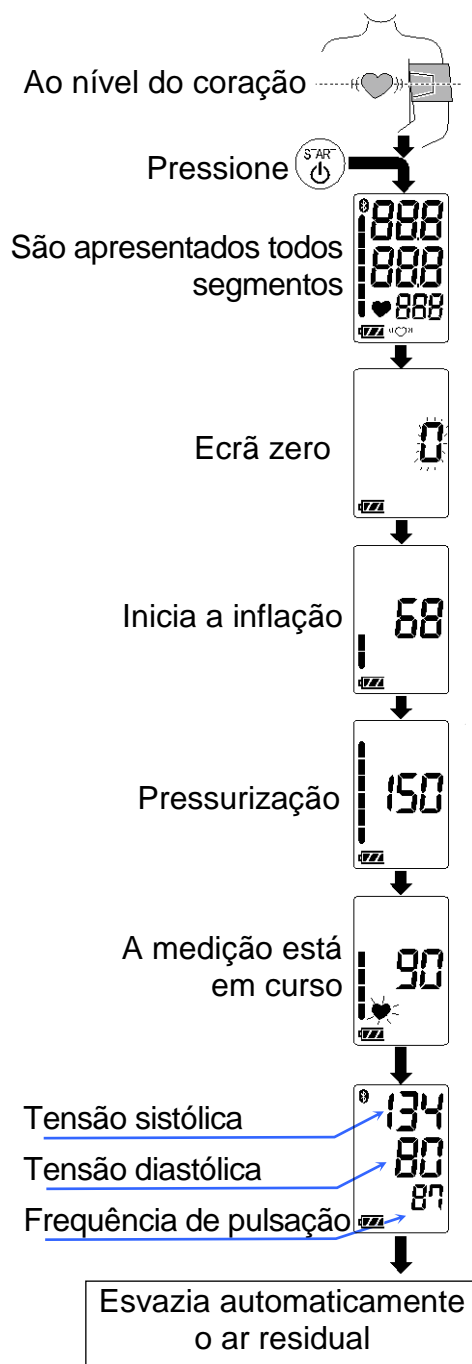 Ao nível do coração
Pressione
START
São apresentados todos
segmentos
888
888
888
Ecrã zero
0
Inicia a inflação
68
Pressurização
150
A medição está
em curso
90
Tensão sistólica
134
Tensão diastólica
80
Frequência de pulsação
87
Esvazia automaticamente
o ar residual